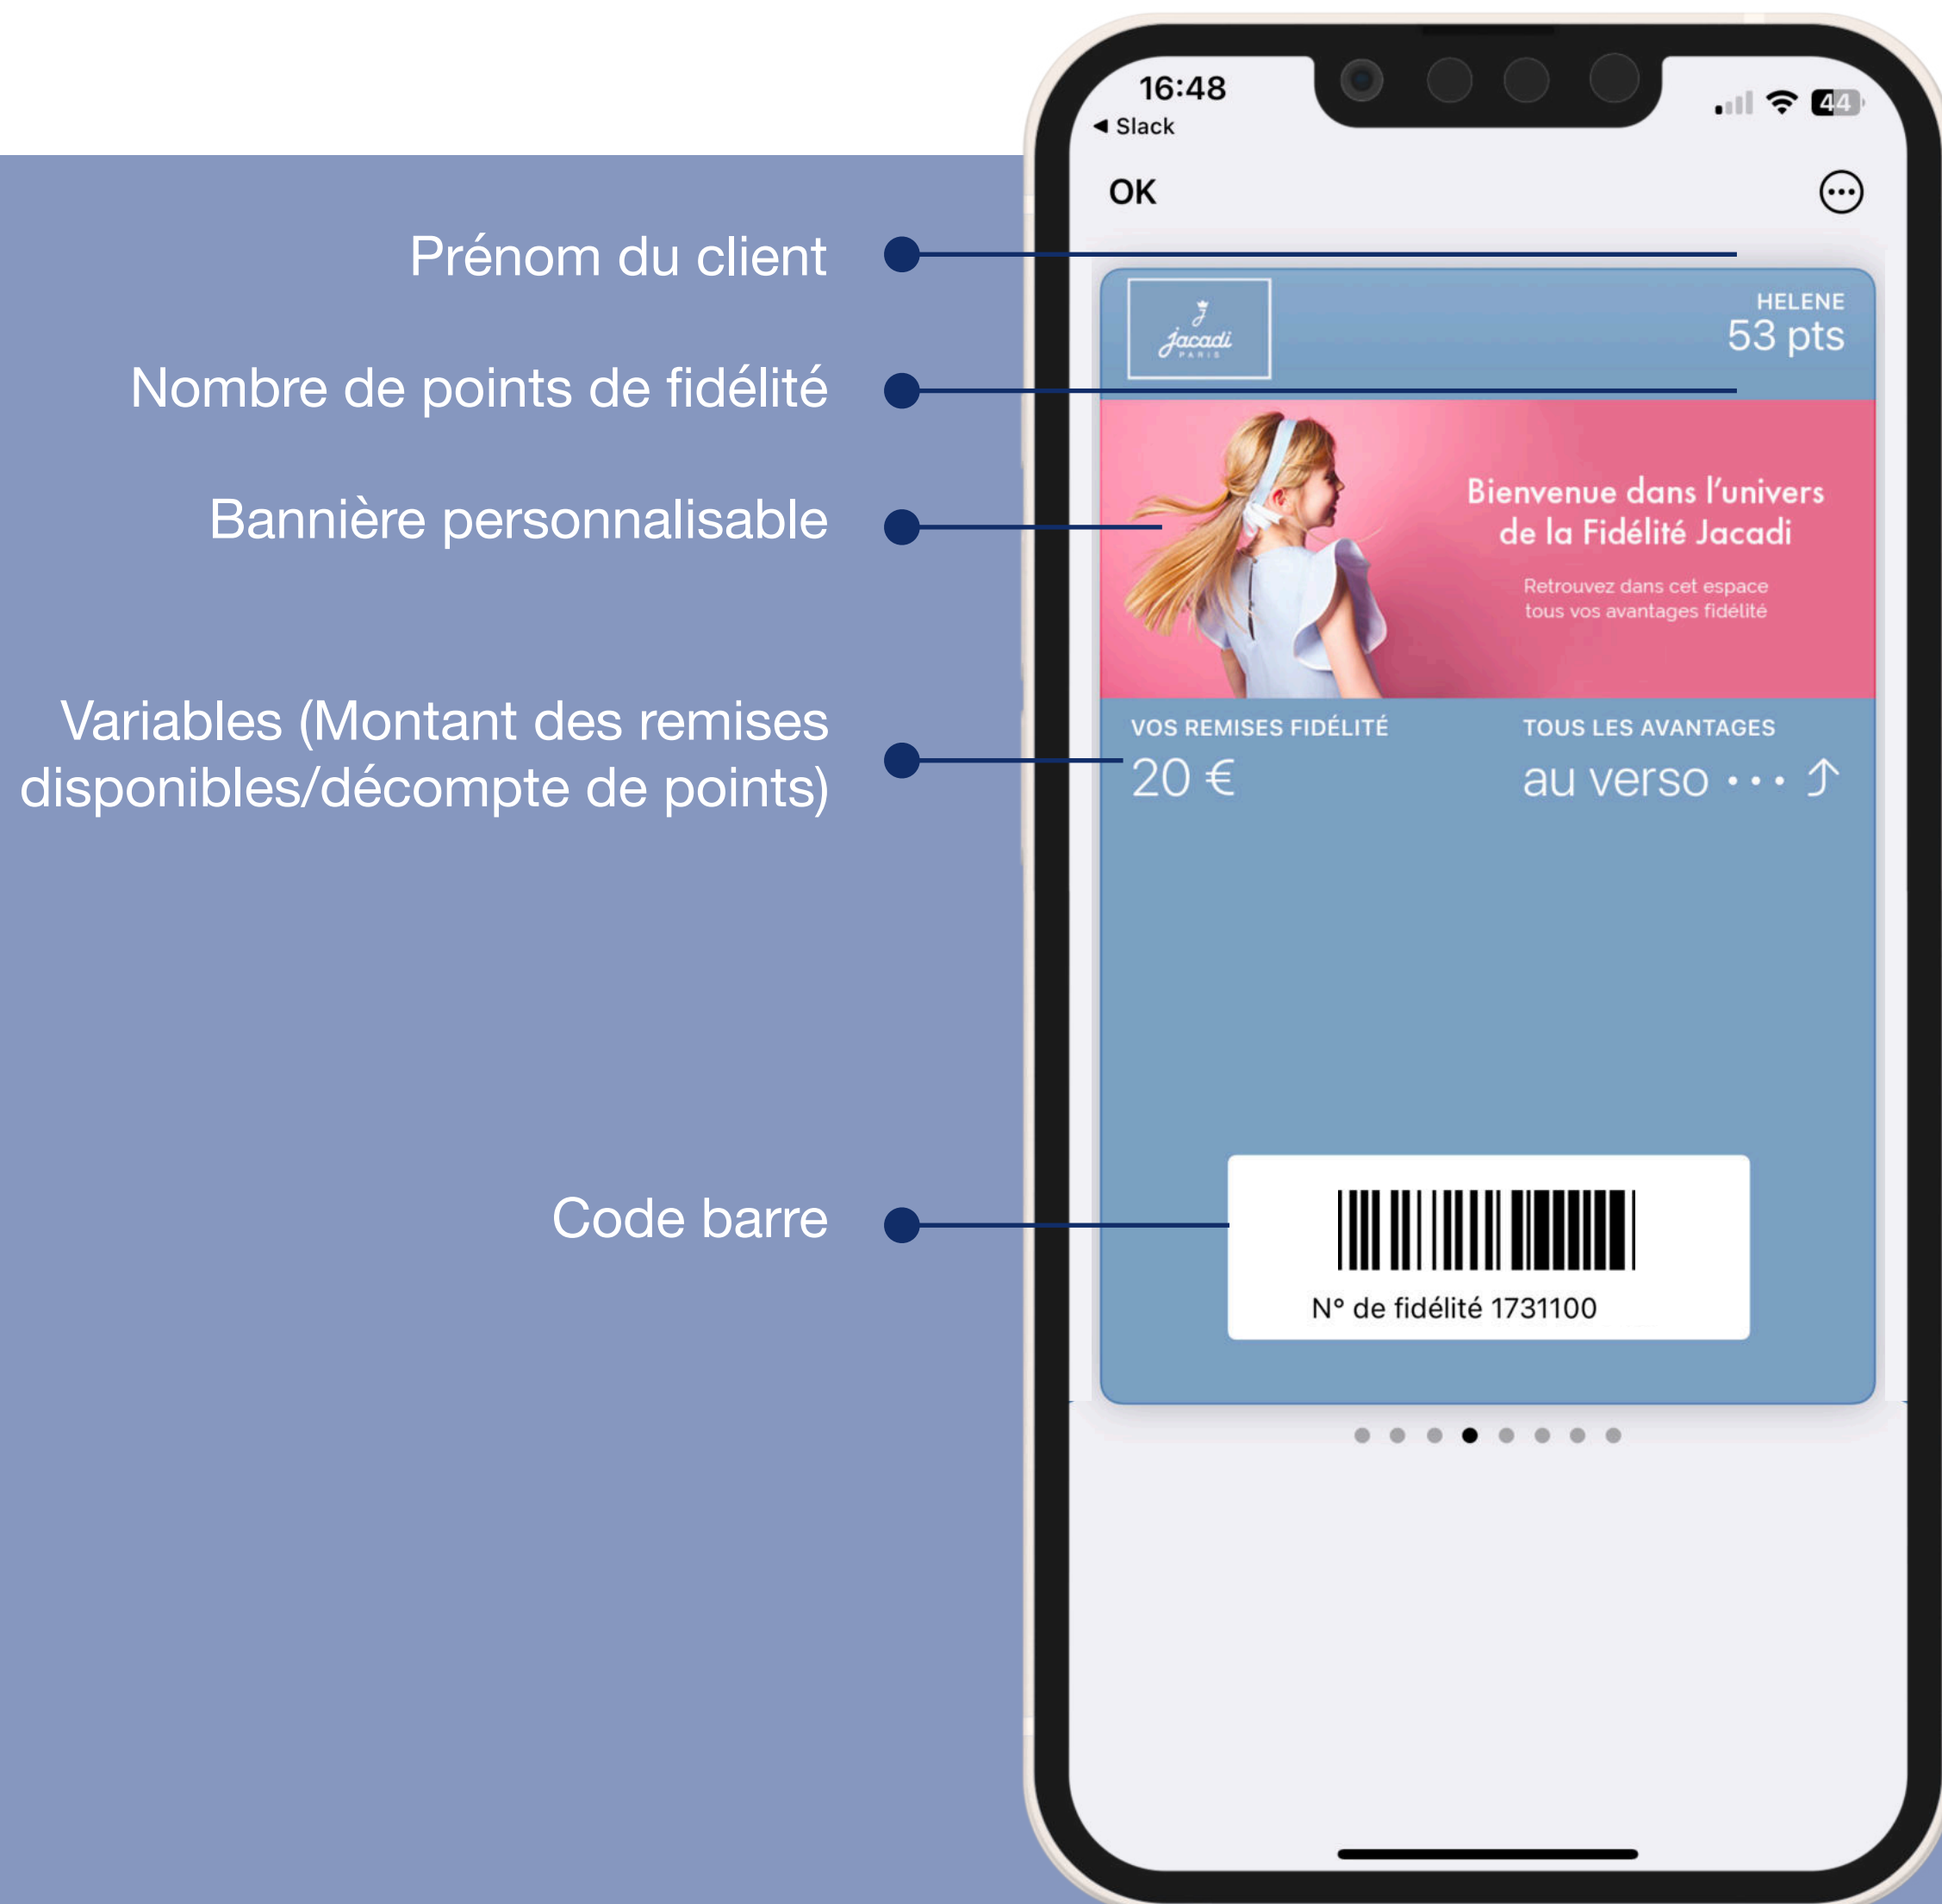 16:48
◀ Slack
44
OK
Prénom du client
Nombre de points de fidélité
Bannière personnalisable
Variables (Montant des remises
disponibles/décompte de points)
Code barre
J
jacadi
PARIS
HELENE
53 pts
Bienvenue dans l’univers
de la Fidélité Jacadi
Retrouvez dans cet espace
tous vos avantages fidélité
VOS REMISES FIDÉLITÉ
20 €
TOUS LES AVANTAGES
au verso ··· ⤴
N° de fidélité 1731100